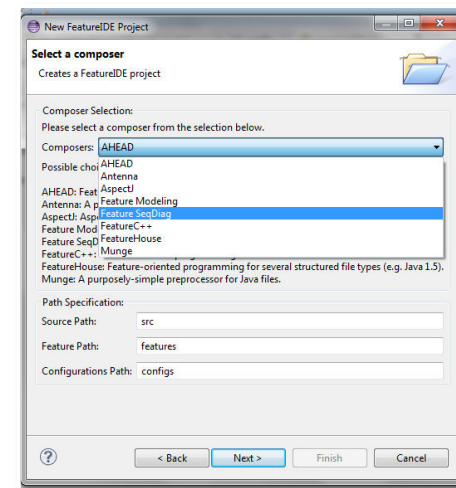 New FeatureIDE Project
Select a composer
Creates a FeatureIDE project
Composer Selection:
Please select a composer from the selection below.
Composers: AHEAD
Possible choi
AHEAD
Antenna
AspectJ
Feature Modeling
Feature SeqDiag
FeatureC++
FeatureHouse
Munge
AHEAD: Feat
Antenna: A p
AspectJ: Asp
Feature Mod
Feature SeqD
FeatureC++:
FeatureHouse: Feature-oriented programming for several structured file types (e.g. Java 1.5).
Munge: A purposely-simple preprocessor for Java files.
Path Specification:
Source Path: src
Feature Path: features
Configurations Path: configs
? < Back Next > Finish Cancel